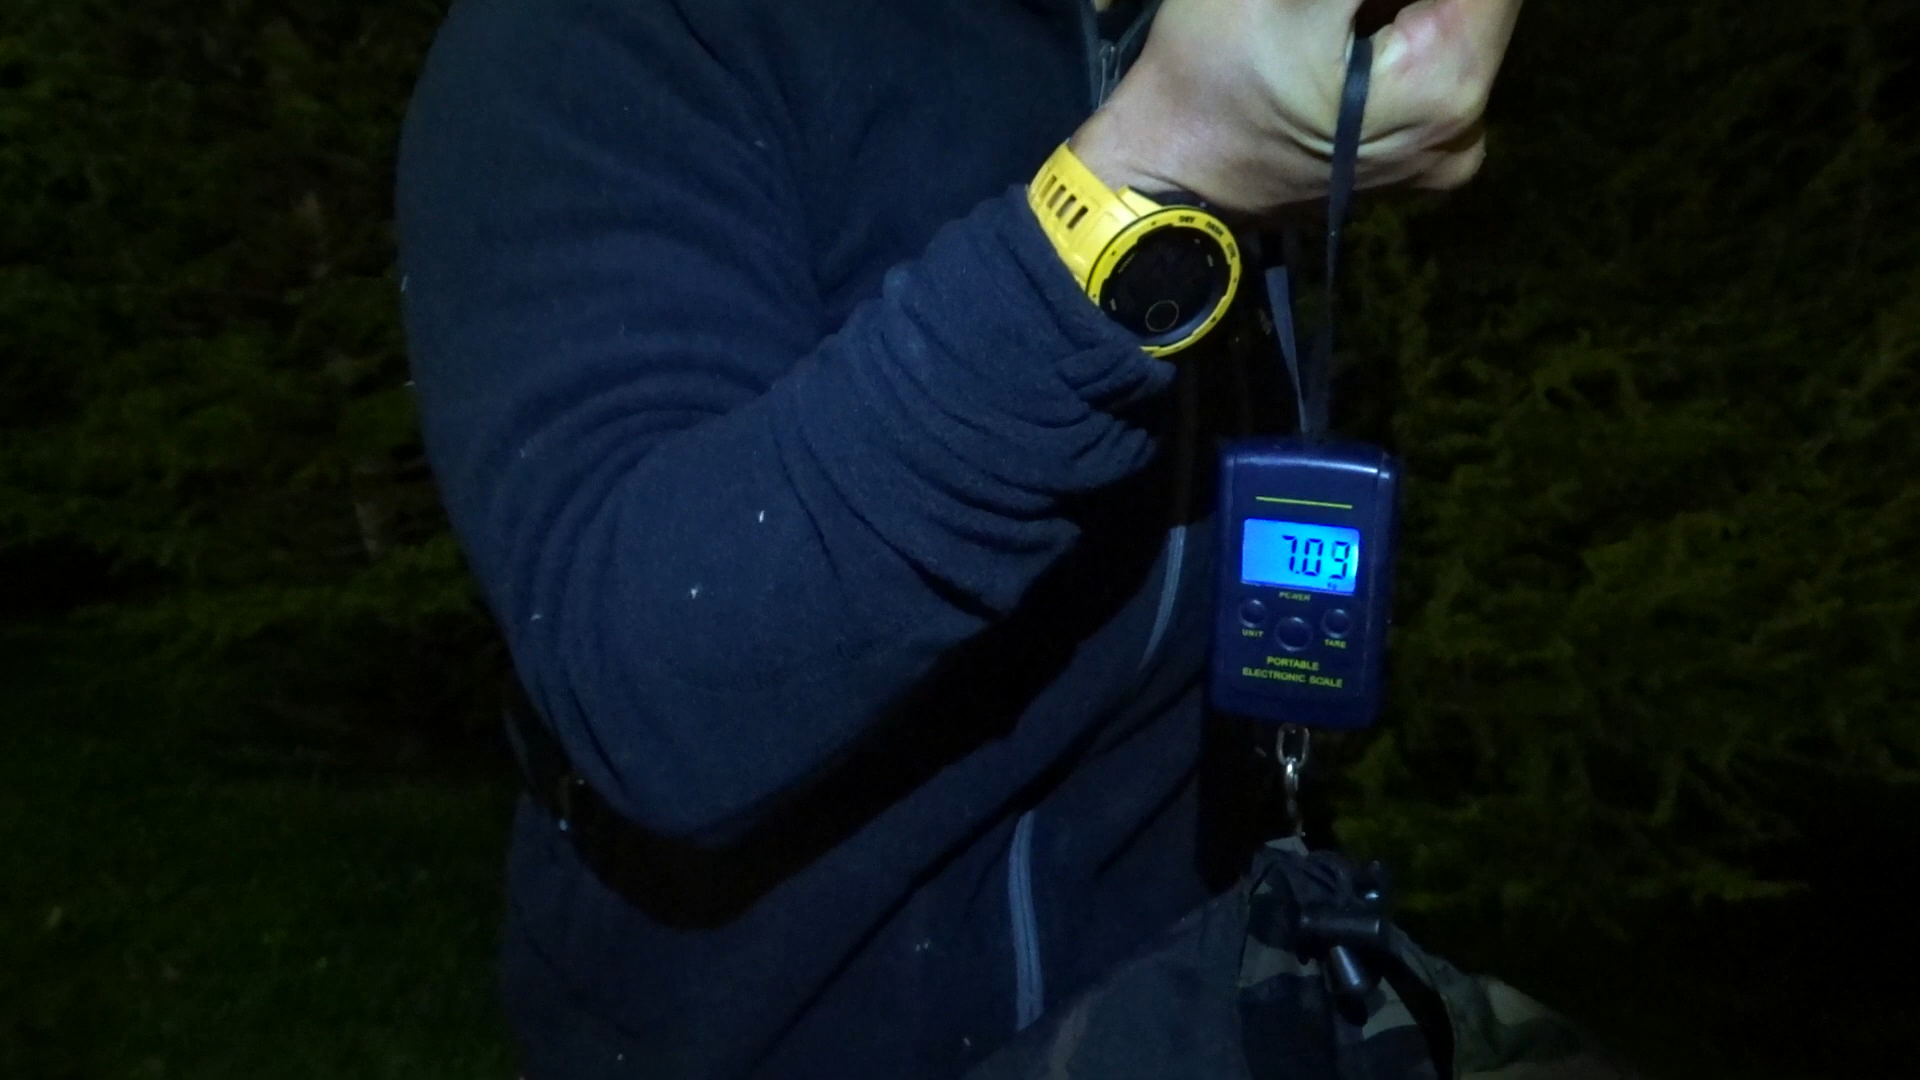 7.09
POWER
UNIT
TARE
PORTABLE
ELECTRONIC SCALE